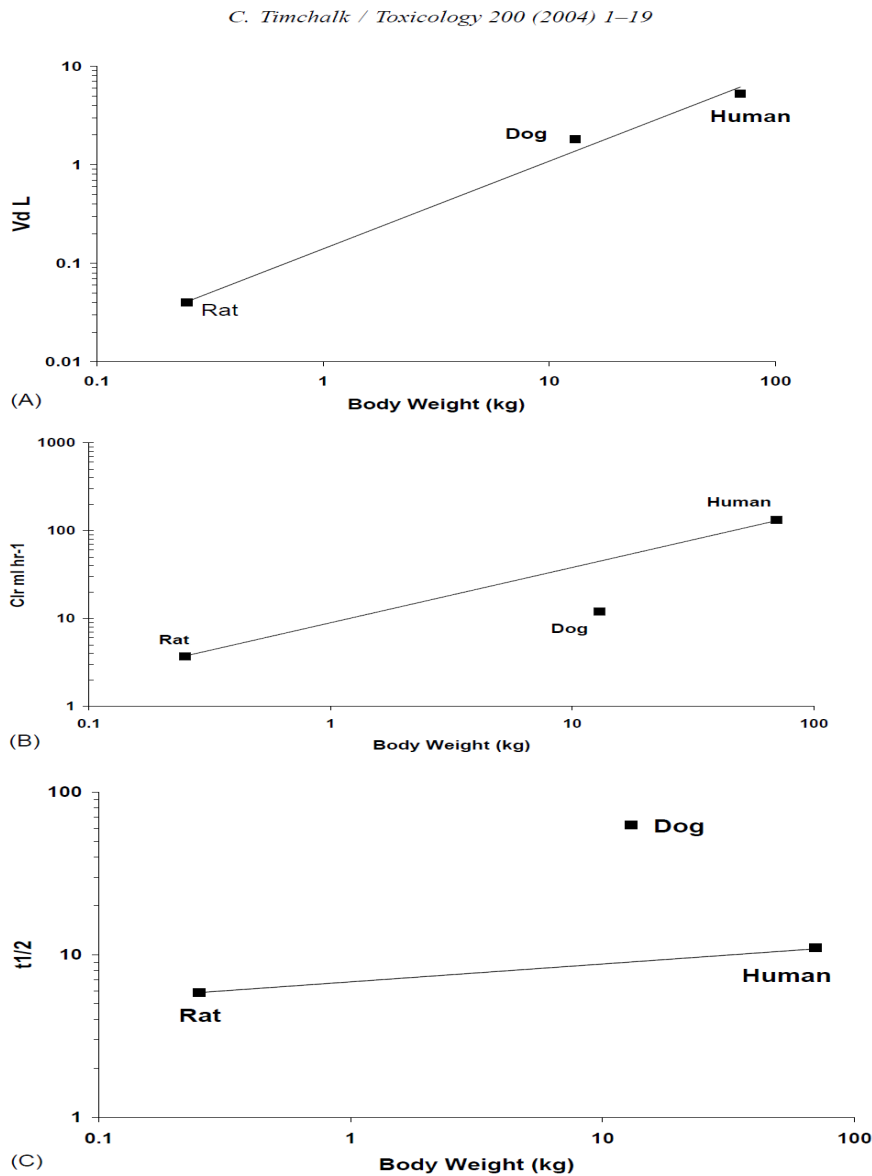 C. Timchalk / Toxicology 200 (2004) 1–19
10
1
0.1
0.01
Vd L
Dog
Human
Rat
0.1
1
10
100
Body Weight (kg)
(A)
1000
100
10
1
Clr ml hr-1
Human
Rat
Dog
0.1
1
10
100
Body Weight (kg)
(B)
100
10
1
t1/2
Dog
Human
Rat
0.1
1
10
100
Body Weight (kg)
(C)